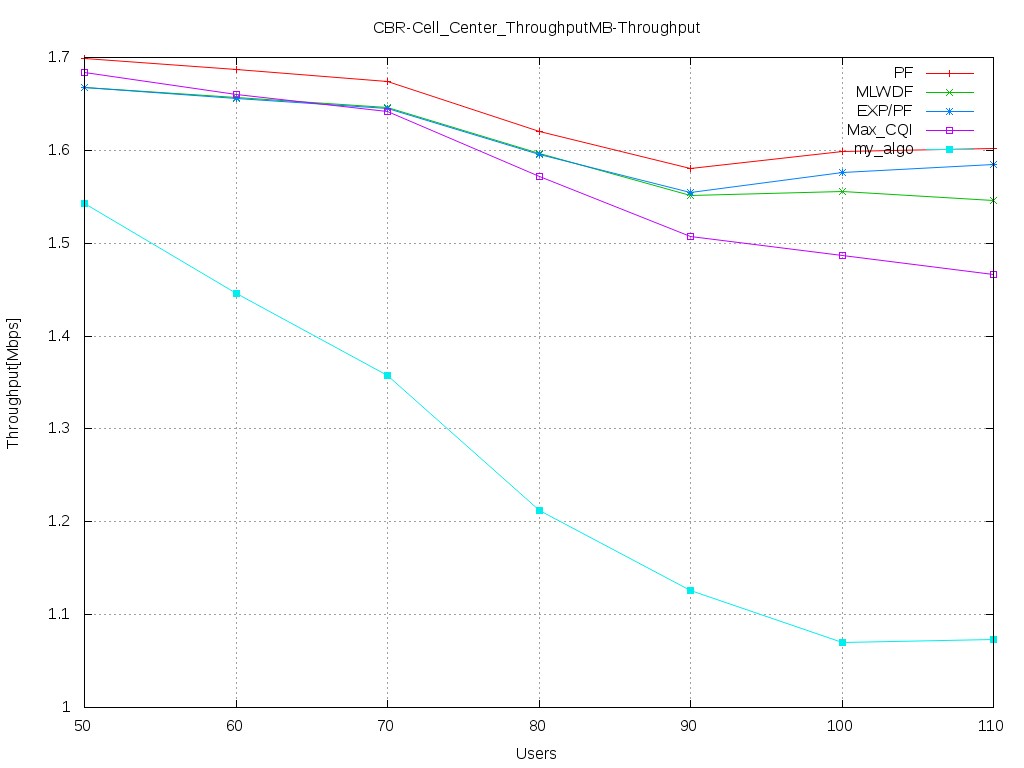 CBR-Cell_Center_ThroughputMB-Throughput
1.7
1.6
1.5
1.4
1.3
1.2
1.1
1
Throughput[Mbps]
PF
MLWDF
EXP/PF
Max_CQI
my_algo
50 60 70 80 90 100 110
Users